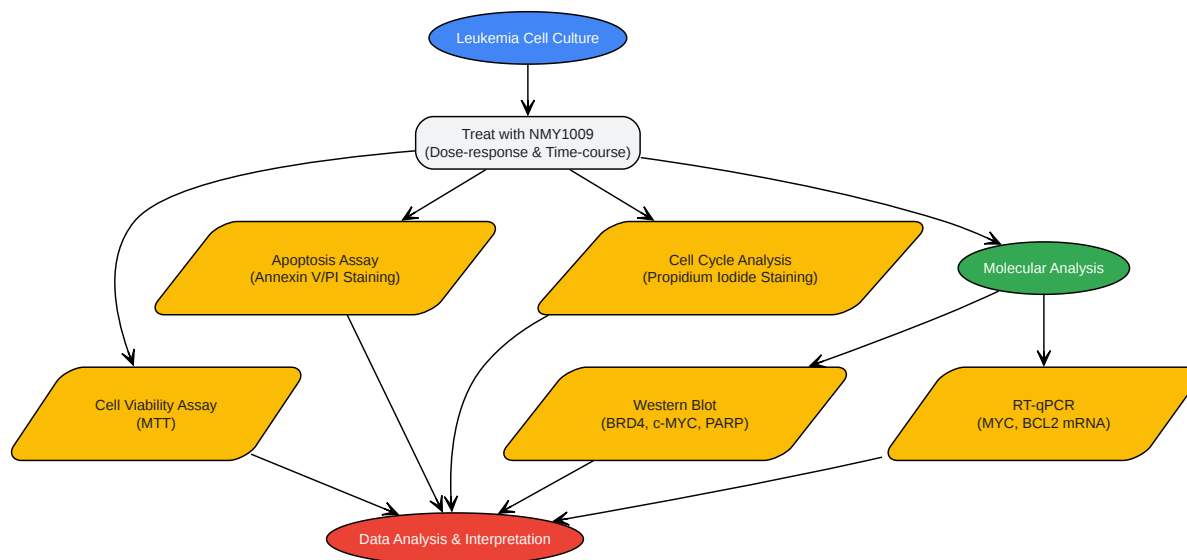 Leukemia Cell Culture
Treat with NMY1009
(Dose-response & Time-course)
Apoptosis Assay
(Annexin V/PI Staining)
Cell Cycle Analysis
(Propidium Iodide Staining)
Molecular Analysis
Cell Viability Assay
(MTT)
Western Blot
(BRD4, c-MYC, PARP)
RT-qPCR
(MYC, BCL2 mRNA)
Data Analysis & Interpretation